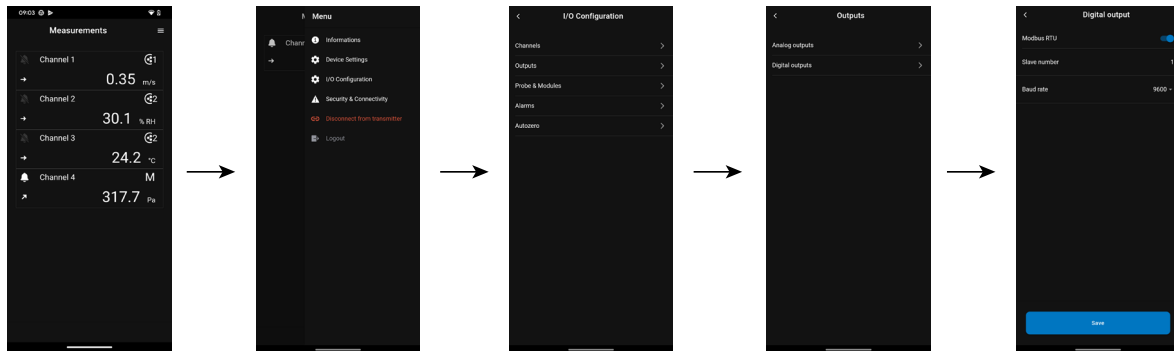 09:03
Measurements
Channel 1 1
0.35 m/s
Channel 2 2
30.1 % RH
Channel 3 2
24.2 °C
Channel 4 M
317.7 Pa
Menu
Informations
Chann
Device Settings
I/O Configuration
Security & Connectivity
Disconnect from transmitter
Logout
I/O Configuration
Channels
Outputs
Probe & Modules
Alarms
Autozero
Outputs
Analog outputs
Digital outputs
Digital output
Modbus RTU
Slave number 1
Baud rate 9600
Save